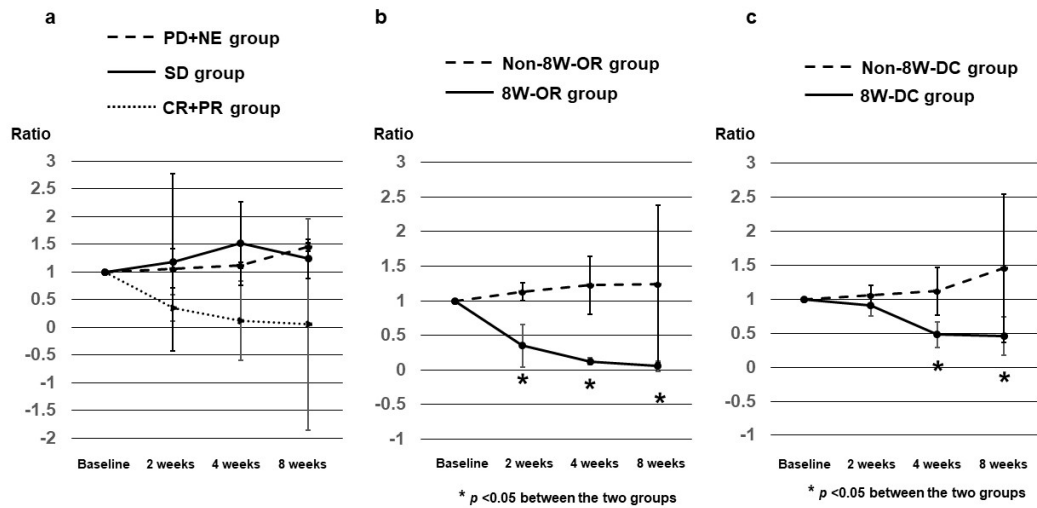 a
PD+NE group
SD group
CR+PR group
Ratio
3
2.5
2
1.5
1
0.5
0
-0.5
-1
-1.5
-2
Baseline 2 weeks 4 weeks 8 weeks
b
Non-8W-OR group
8W-OR group
Ratio
3
2.5
2
1.5
1
0.5
0
-0.5
-1
* * *
Baseline 2 weeks 4 weeks 8 weeks
* p <0.05 between the two groups
c
Non-8W-DC group
8W-DC group
Ratio
3
2.5
2
1.5
1
0.5
0
-0.5
-1
* *
Baseline 2 weeks 4 weeks 8 weeks
* p <0.05 between the two groups